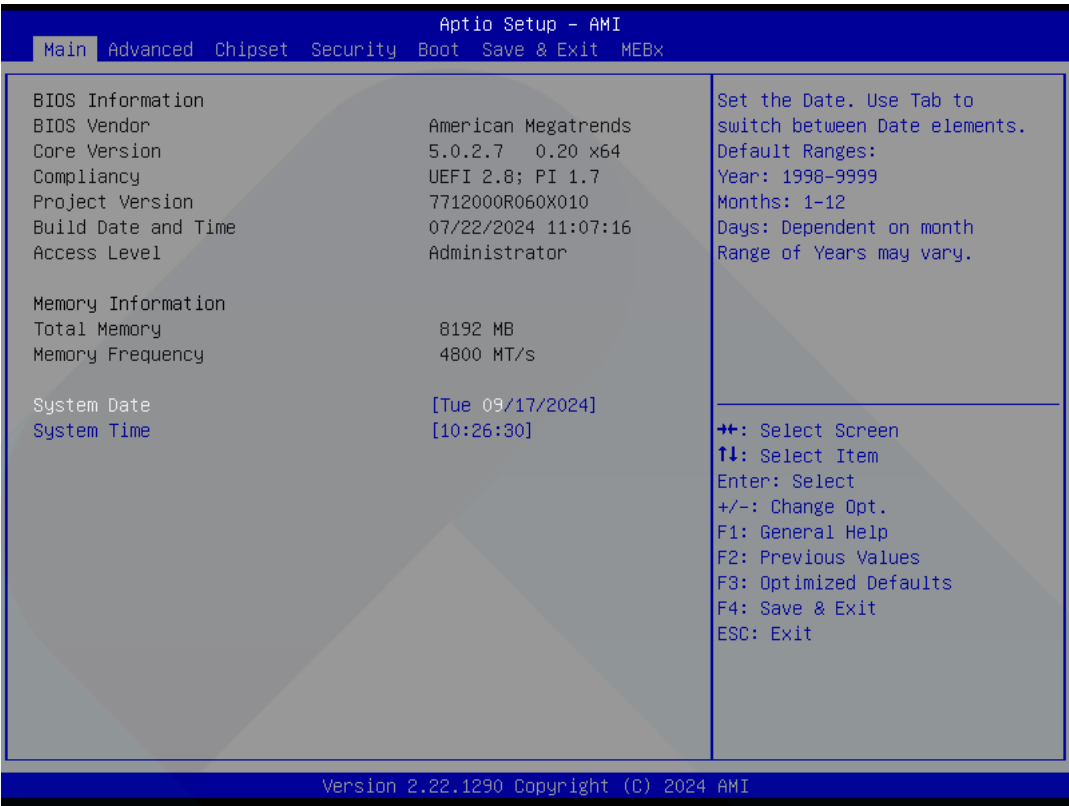 Aptio Setup - AMI
Main Advanced Chipset Security Boot Save & Exit MEBx
BIOS Information
BIOS Vendor American Megatrends
Core Version 5.0.2.7 0.20 x64
Compliancy UEFI 2.8; PI 1.7
Project Version 7712000R060X010
Build Date and Time 07/22/2024 11:07:16
Access Level Administrator
Memory Information
Total Memory 8192 MB
Memory Frequency 4800 MT/s
System Date [Tue 09/17/2024]
System Time [10:26:30]
Set the Date. Use Tab to
switch between Date elements.
Default Ranges:
Year: 1998-9999
Months: 1-12
Days: Dependent on month
Range of Years may vary.
→←: Select Screen
↑↓: Select Item
Enter: Select
+/-: Change Opt.
F1: General Help
F2: Previous Values
F3: Optimized Defaults
F4: Save & Exit
ESC: Exit
Version 2.22.1290 Copyright (C) 2024 AMI